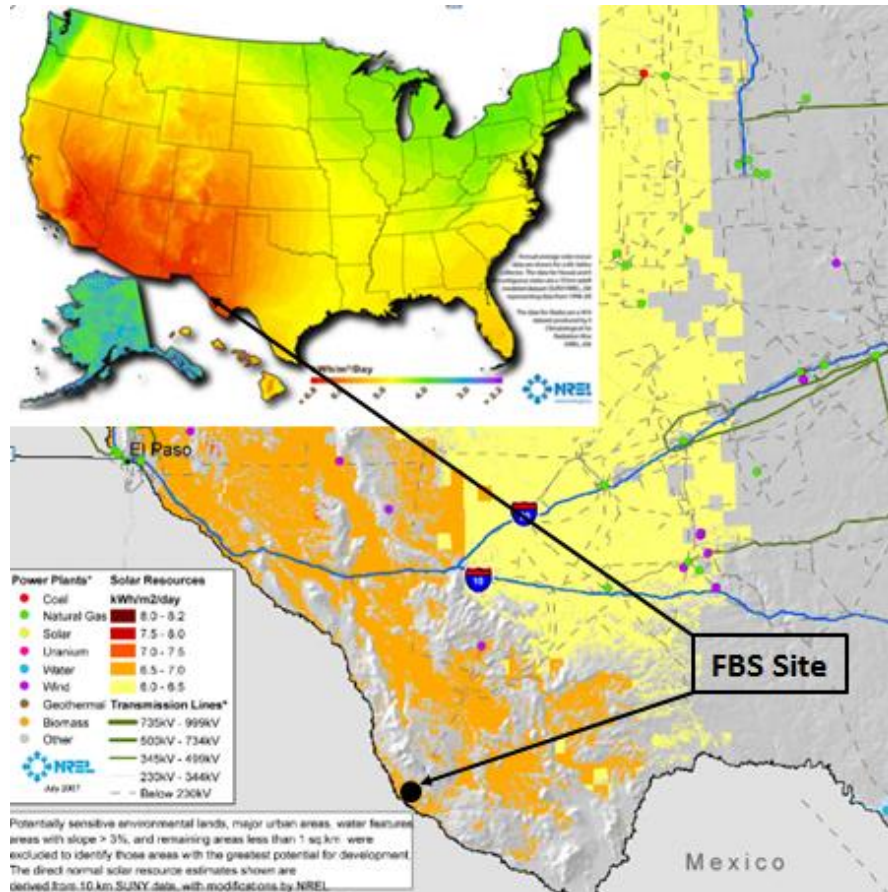 Wh/m²/Day
NREL
El Paso
10
Power Plants*
Coal
Natural Gas
Solar
Uranium
Water
Wind
Geothermal
Biomass
Other
NREL
July 2007
Solar Resources
kWh/m2/day
8.0 - 8.2
7.5 - 8.0
7.0 - 7.5
6.5 - 7.0
6.0 - 6.5
Transmission Lines*
735kV - 999kV
500kV - 734kV
345kV - 499kV
230kV - 344kV
Below 230kV
FBS Site
Mexico
Potentially sensitive environmental lands, major urban areas, water features
areas with slope > 3%, and remaining areas less than 1 sq km were
excluded to identify those areas with the greatest potential for development
The direct normal solar resource estimates shown are
derived from 10 km SUNY data, with modifications by NREL